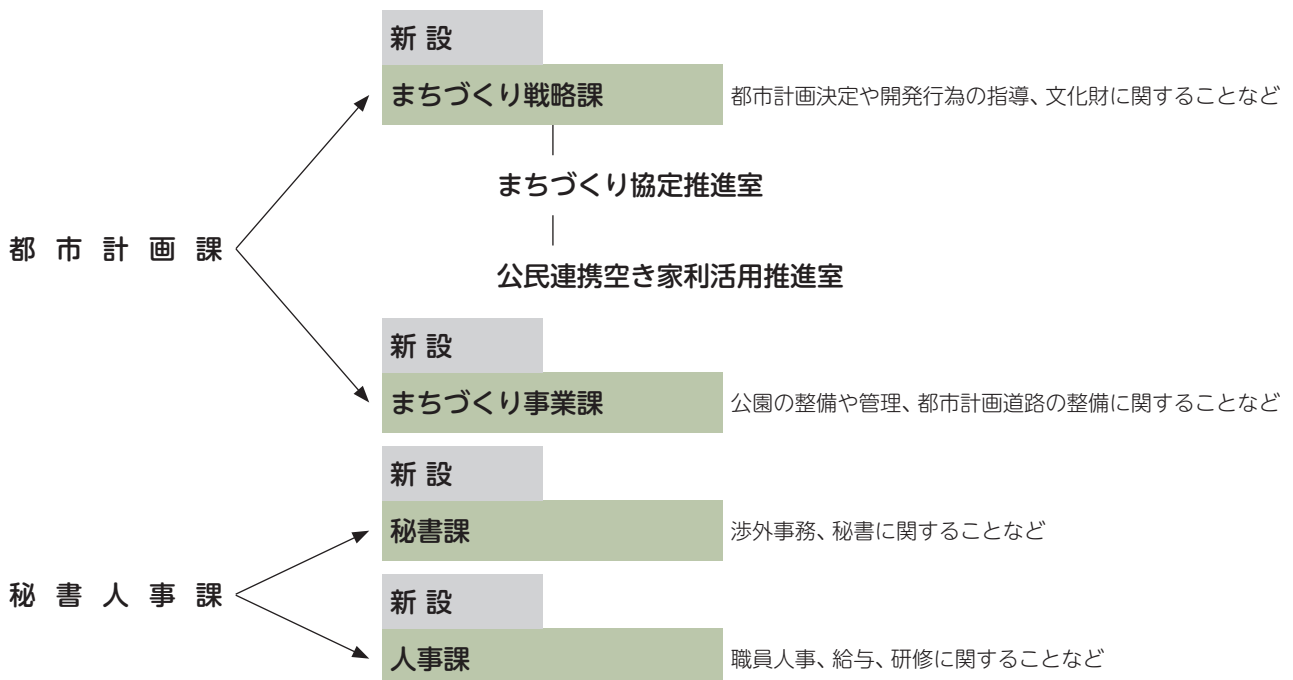 新 設
まちづくり戦略課
都市計画決定や開発行為の指導、文化財に関することなど
まちづくり協定推進室
都 市 計 画 課
公民連携空き家利活用推進室
新 設
まちづくり事業課
公園の整備や管理、都市計画道路の整備に関することなど
新 設
秘書課
渉外事務、秘書に関することなど
秘 書 人 事 課
新 設
人事課
職員人事、給与、研修に関することなど